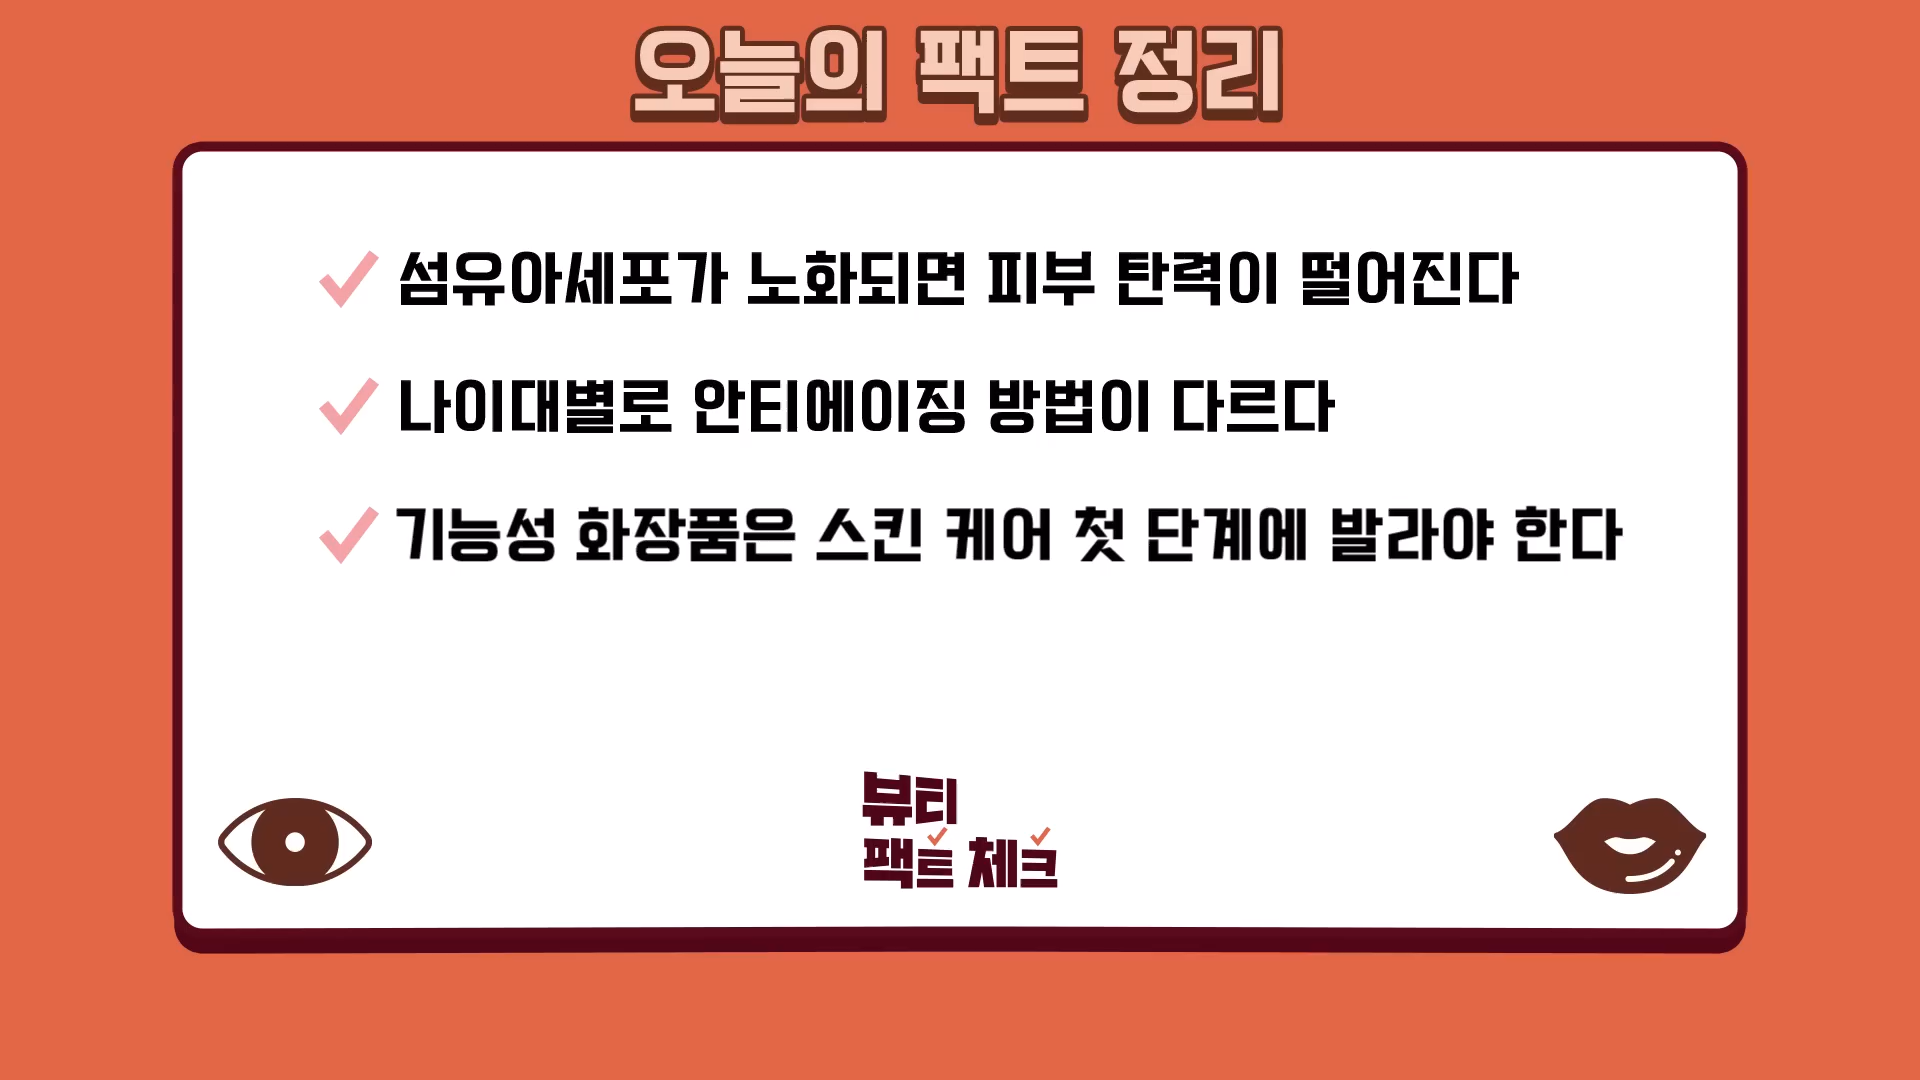 오늘의 팩트 정리
섬유아세포가 노화되면 피부 탄력이 떨어진다
나이대별로 안티에이징 방법이 다르다
기능성 화장품은 스킨 케어 첫 단계에 발라야 한다
뷰티
팩트 체크